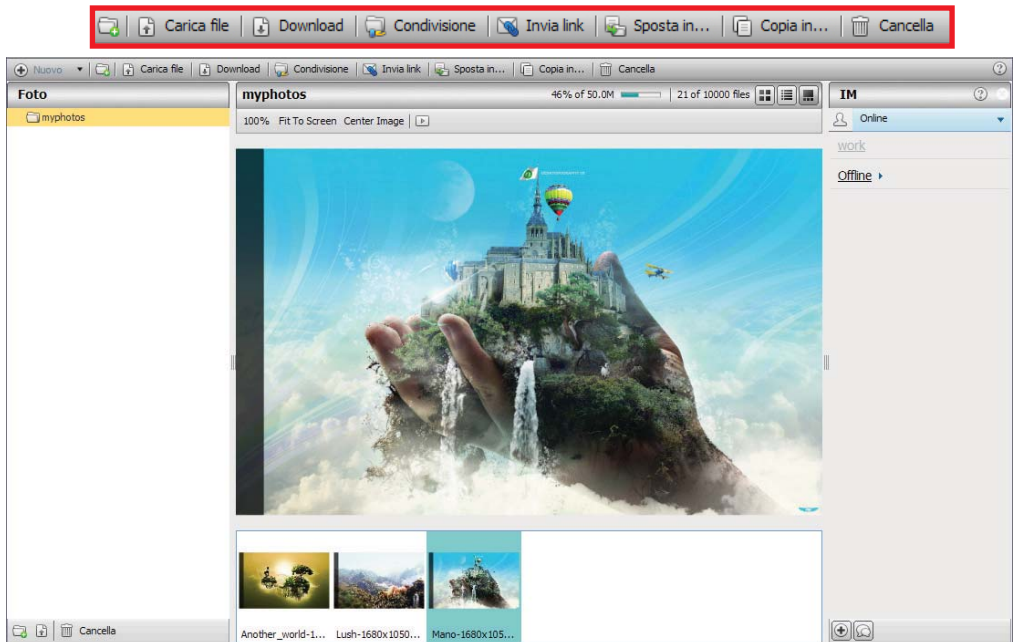 Carica file Download Condivisione Invia link Sposta in... Copia in... Cancella
Nuovo Carica file Download Condivisione Invia link Sposta in... Copia in... Cancella
Foto
myphotos
myphotos 46% of 50.0M 21 of 10000 files
100% Fit To Screen Center Image
IM
Online
work
Offline
Another_world-1... Lush-1680x1050... Mano-1680x105...
Cancella